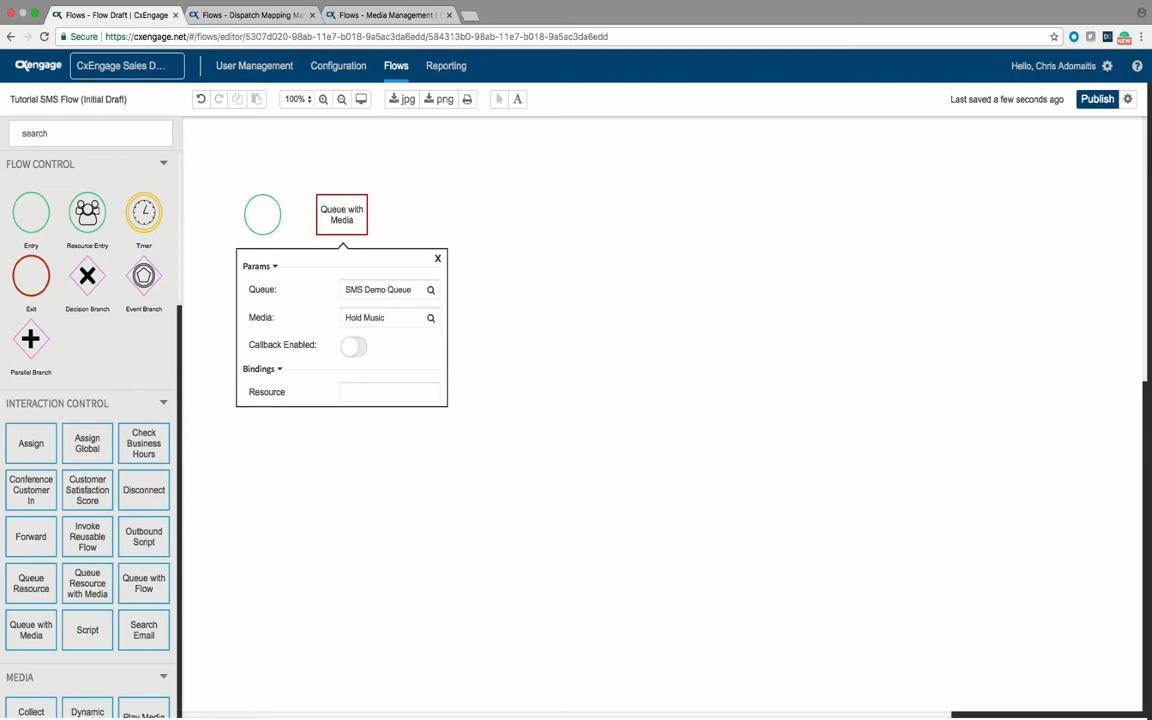 Flows - Flow Draft | CxEngage
Flows - Dispatch Mapping Ma
Flows - Media Management | C
Secure
https://cxengage.net/#/flows/editor/5307d020-98ab-11e7-b018-9a5ac3da6edd/584313b0-98ab-11e7-b018-9a5ac3da6edd
NEW
cxengage
CxEngage Sales D...
User Management
Configuration
Flows
Reporting
Hello, Chris Adomaitis
Tutorial SMS Flow (Initial Draft)
100%
jpg
png
A
Last saved a few seconds ago
Publish
search
FLOW CONTROL
Entry
Resource Entry
Timer
Exit
Decision Branch
Event Branch
Parallel Branch
INTERACTION CONTROL
Assign
Assign
Global
Check
Business
Hours
Conference
Customer
In
Customer
Satisfaction
Score
Disconnect
Forward
Invoke
Reusable
Flow
Outbound
Script
Queue
Resource
Queue
Resource
with Media
Queue with
Flow
Queue with
Media
Script
Search
Email
MEDIA
Collect
Dynamic
Play Media
Queue with
Media
X
Params
Queue:
SMS Demo Queue
Media:
Hold Music
Callback Enabled:
Bindings
Resource